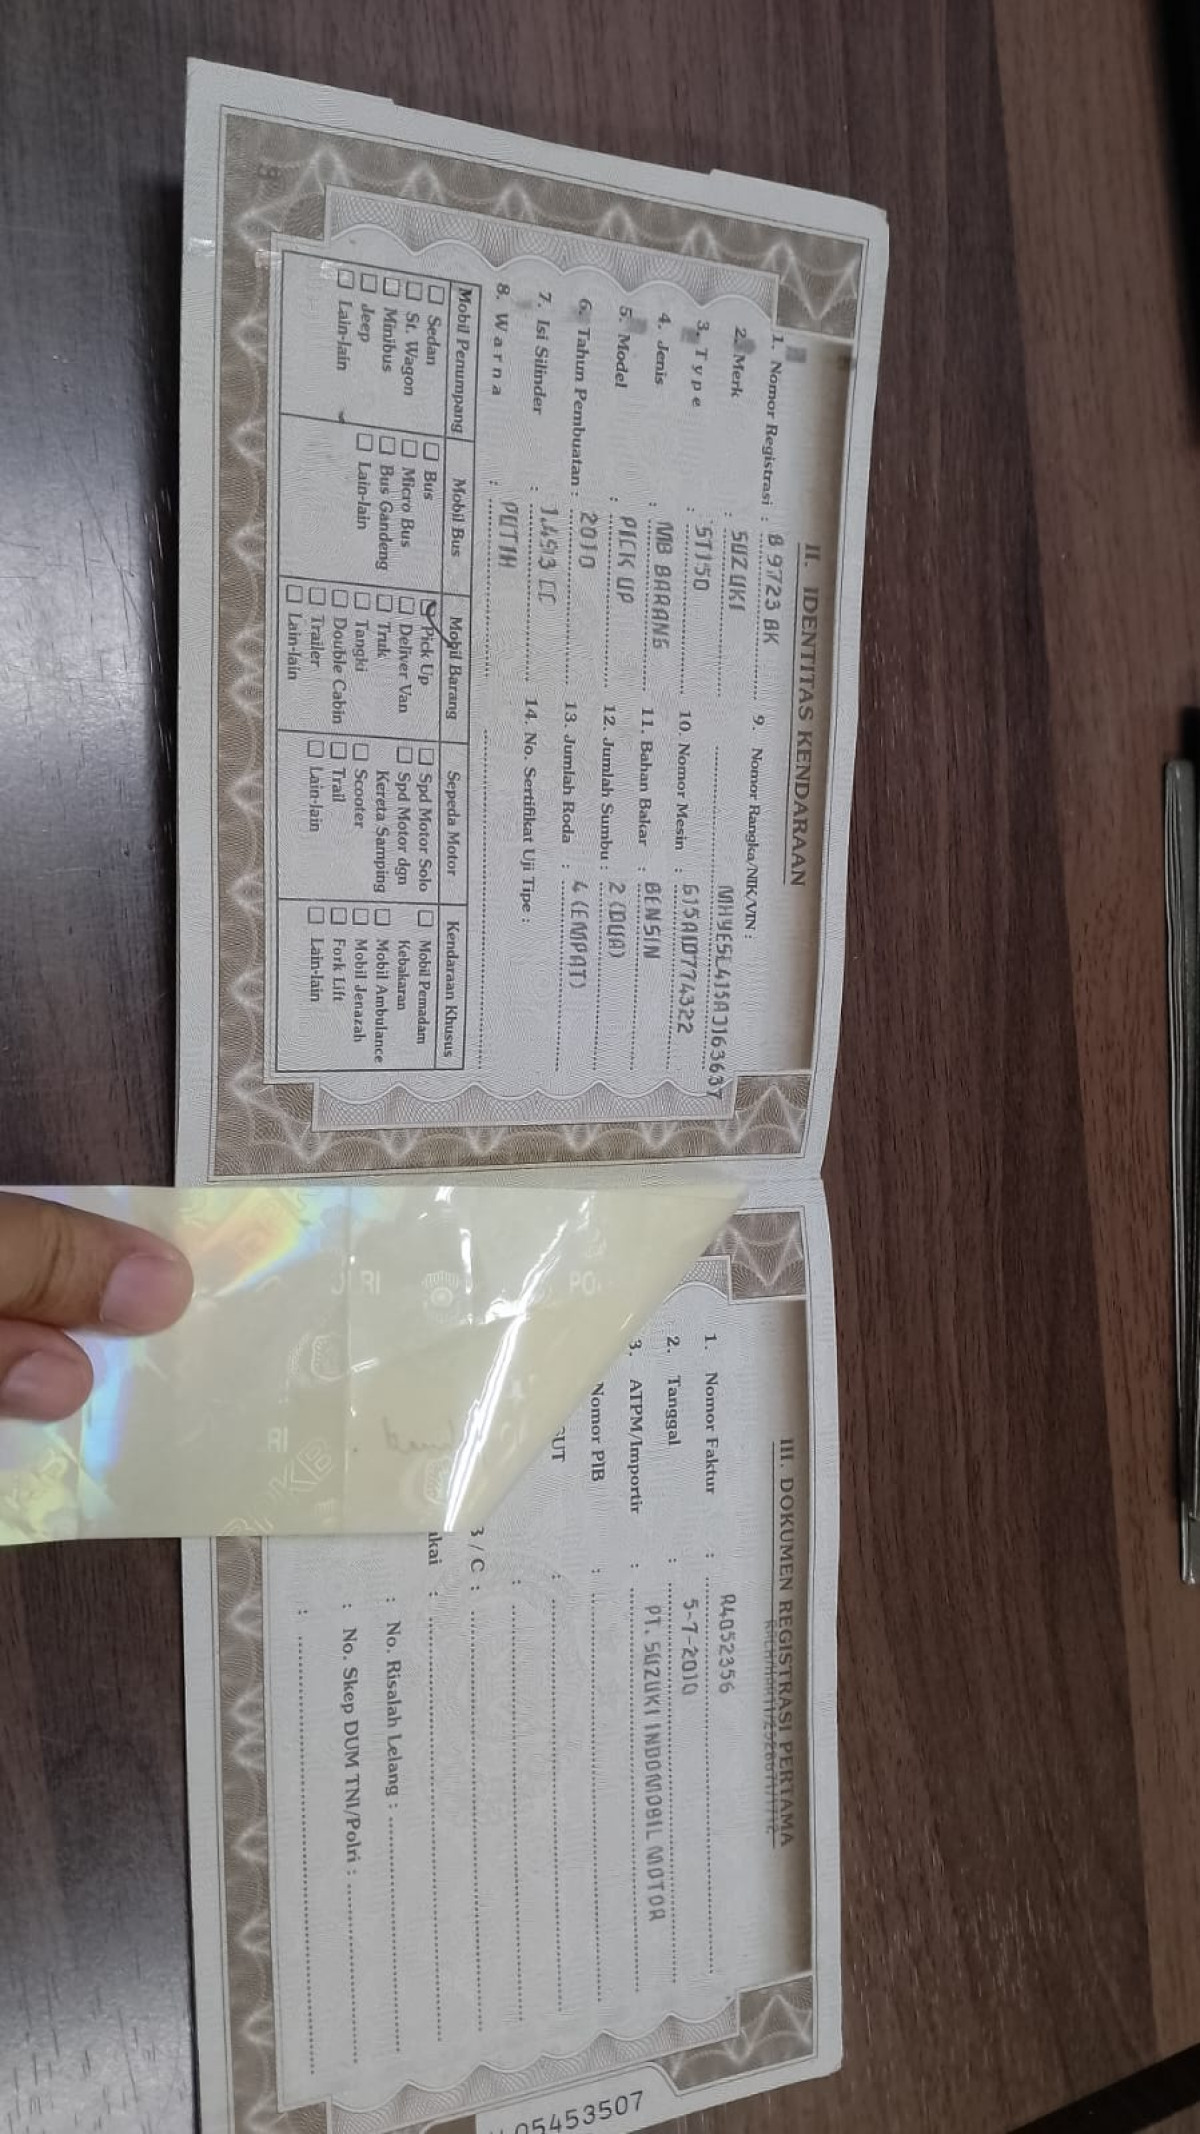 II. IDENTITAS KENDARAAN
1. Nomor Registrasi : B 9723 BK
2. Merk : SUZUKI
3. Type : ST150
4. Jenis : MB BARANG
5. Model : PICK UP
6. Tahun Pembuatan : 2010
7. Isi Silinder : 1.493 CC
8. Warna : PUTIH
9. Nomor Rangka/NIK/VIN :
MHYESL415AJ163637
10. Nomor Mesin : G15AID774322
11. Bahan Bakar : BENSIN
12. Jumlah Sumbu : 2 (DUA)
13. Jumlah Roda : 4 (EMPAT)
14. No. Sertifikat Uji Tipe :
Mobil Penumpang
Sedan
St. Wagon
Minibus
Jeep
Lain-lain
Mobil Bus
Bus
Micro Bus
Bus Gandeng
Lain-lain
Mobil Barang
Pick Up
Deliver Van
Truk
Tangki
Double Cabin
Trailer
Lain-lain
Sepeda Motor
Spd Motor Solo
Spd Motor dgn
Kereta Samping
Scooter
Trail
Lain-lain
Kendaraan Khusus
Mobil Pemadam
Kebakaran
Mobil Ambulance
Mobil Jenazah
Fork Lift
Lain-lain
III. DOKUMEN REGISTRASI PERTAMA
1. Nomor Faktur : R4052356
2. Tanggal : 5-7-2010
3. ATPM/Importir : PT. SUZUKI INDOMOBIL MOTOR
Nomor PIB :
SUT :
:
B / C :
kai :
: No. Risalah Lelang :
: No. Skep DUM TNI/Polri :
:
05453507
RI